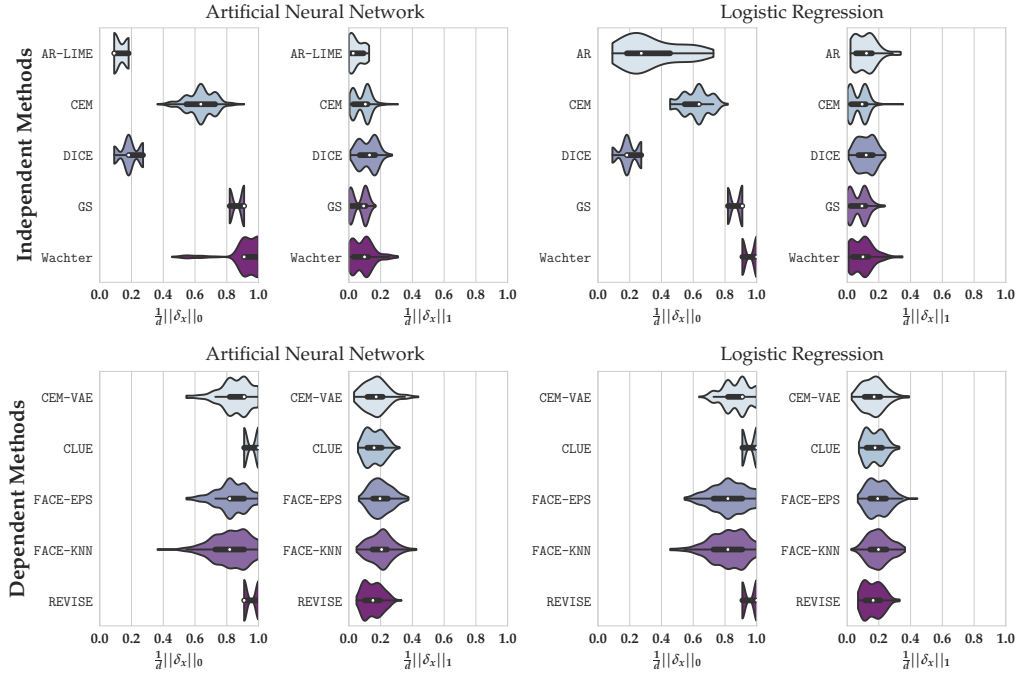 Artificial Neural Network
Logistic Regression
Independent Methods
AR-LIME
CEM
DICE
GS
Wachter
0.0 0.2 0.4 0.6 0.8 1.0
1/d||δx||0
AR-LIME
CEM
DICE
GS
Wachter
0.0 0.2 0.4 0.6 0.8 1.0
1/d||δx||1
AR
CEM
DICE
GS
Wachter
0.0 0.2 0.4 0.6 0.8 1.0
1/d||δx||0
AR
CEM
DICE
GS
Wachter
0.0 0.2 0.4 0.6 0.8 1.0
1/d||δx||1
Artificial Neural Network
Logistic Regression
Dependent Methods
CEM-VAE
CLUE
FACE-EPS
FACE-KNN
REVISE
0.0 0.2 0.4 0.6 0.8 1.0
1/d||δx||0
CEM-VAE
CLUE
FACE-EPS
FACE-KNN
REVISE
0.0 0.2 0.4 0.6 0.8 1.0
1/d||δx||1
CEM-VAE
CLUE
FACE-EPS
FACE-KNN
REVISE
0.0 0.2 0.4 0.6 0.8 1.0
1/d||δx||0
CEM-VAE
CLUE
FACE-EPS
FACE-KNN
REVISE
0.0 0.2 0.4 0.6 0.8 1.0
1/d||δx||1